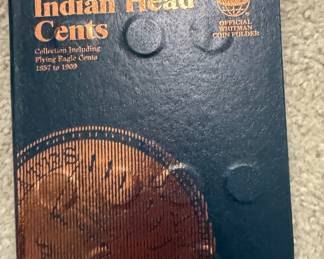 Indian Head
Cents
Collection Including
Flying Eagle Cents
1857 to 1909
OFFICIAL
WHITMAN
COIN FOLDER